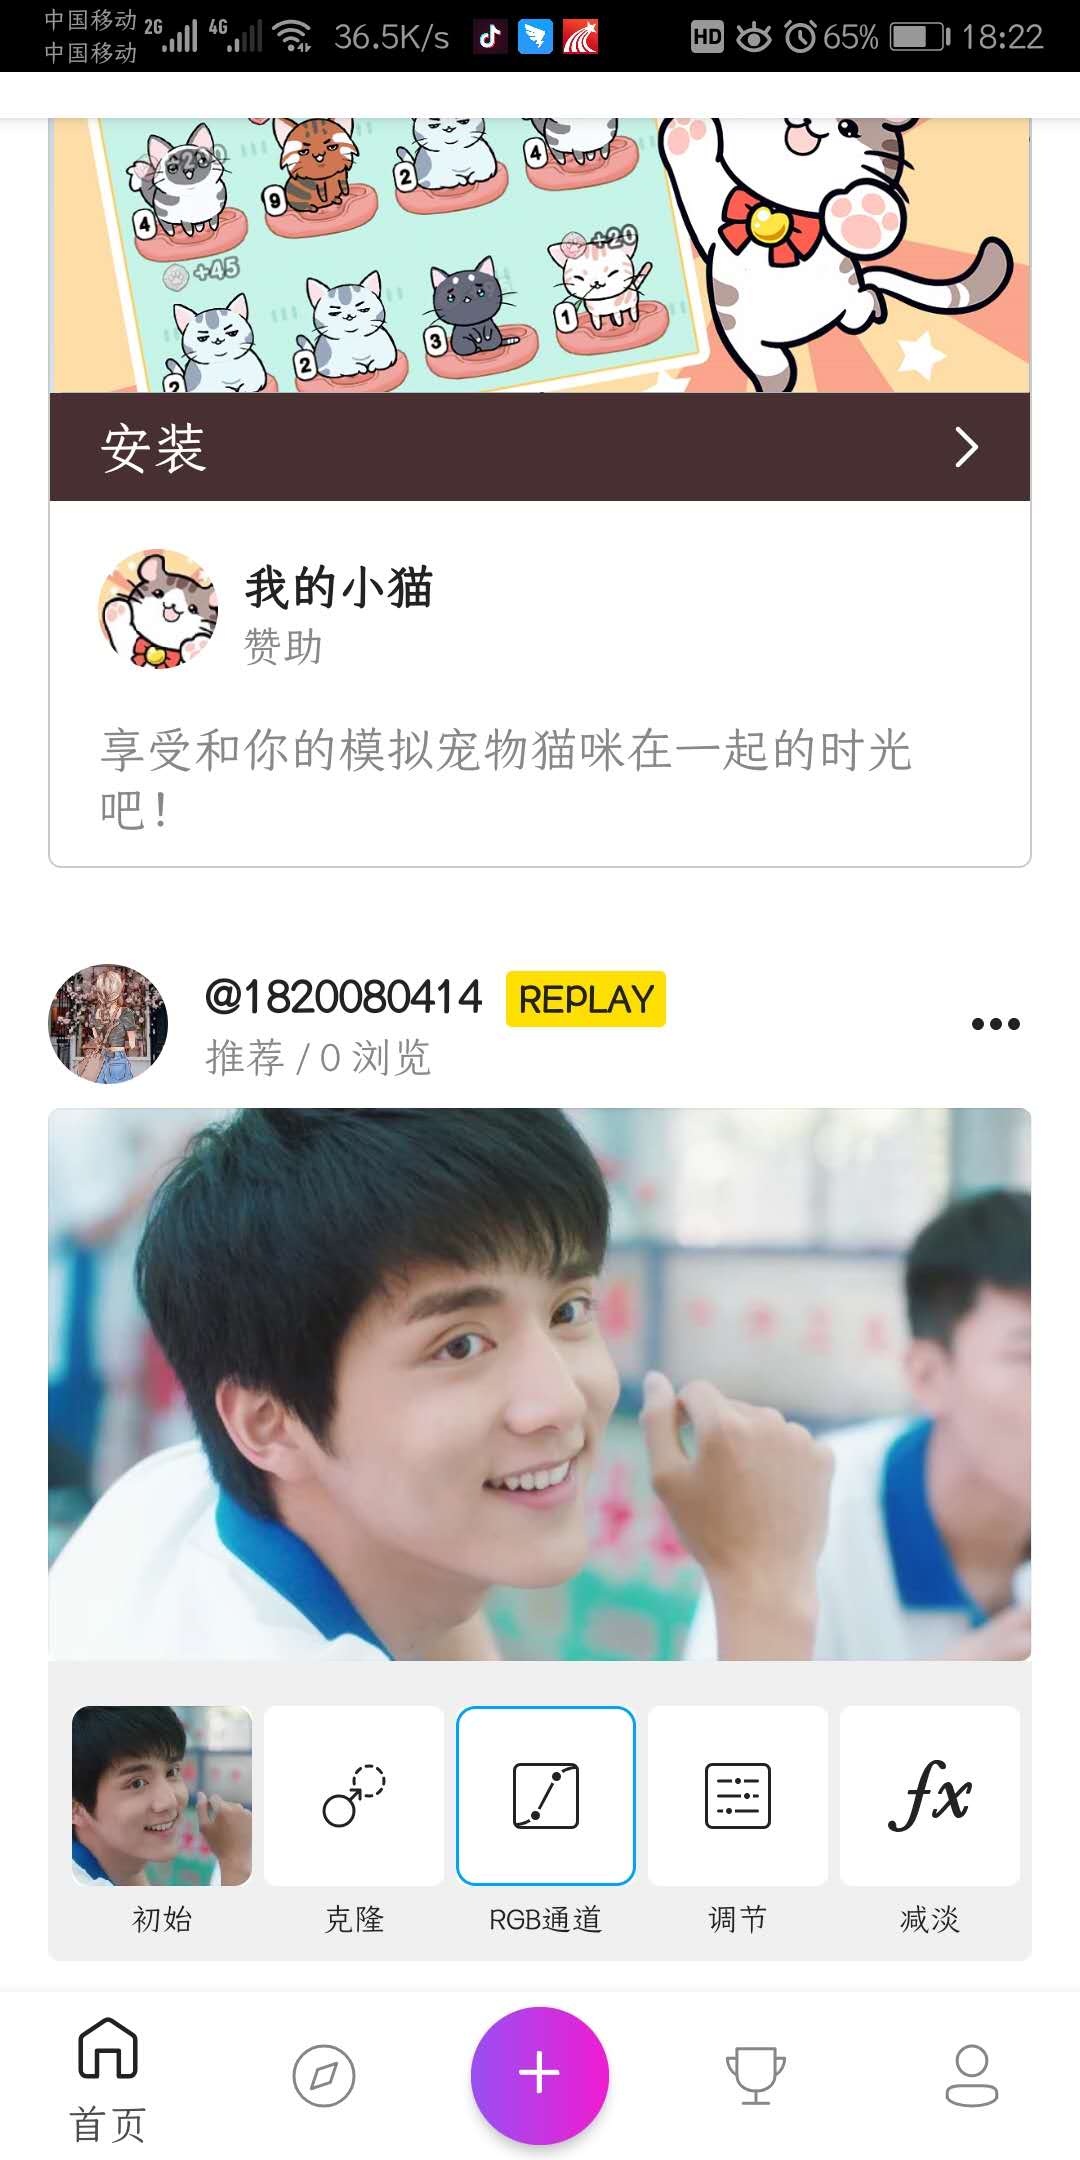 中国移动 2G 4G 36.5K/s HD 65% 18:22
中国移动
+200
4
9
2
4
+45
+20
2
2
3
1
安装
我的小猫
赞助
享受和你的模拟宠物猫咪在一起的时光
吧！
@1820080414 REPLAY
推荐 / 0 浏览
fx
初始 克隆 RGB通道 调节 减淡
首页